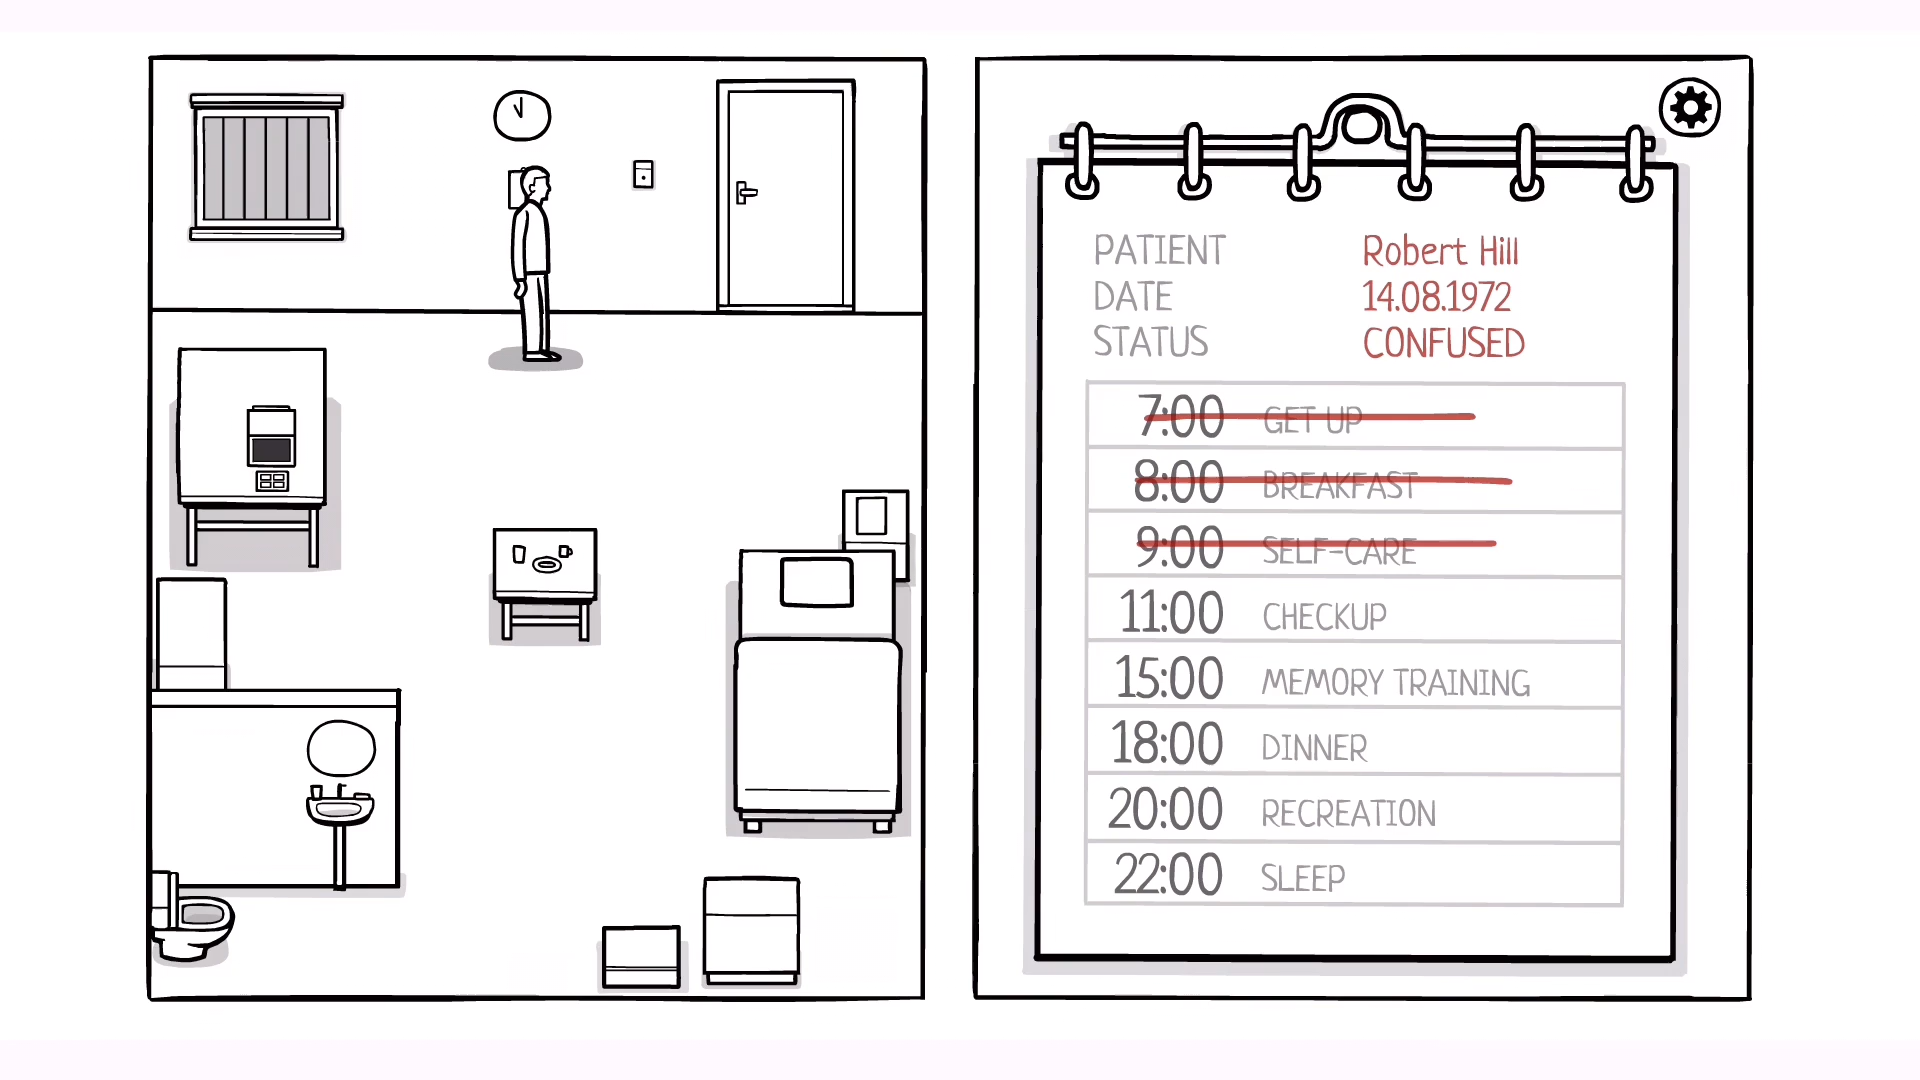 PATIENT Robert Hill
DATE 14.08.1972
STATUS CONFUSED
7:00 GET UP
8:00 BREAKFAST
9:00 SELF-CARE
11:00 CHECKUP
15:00 MEMORY TRAINING
18:00 DINNER
20:00 RECREATION
22:00 SLEEP